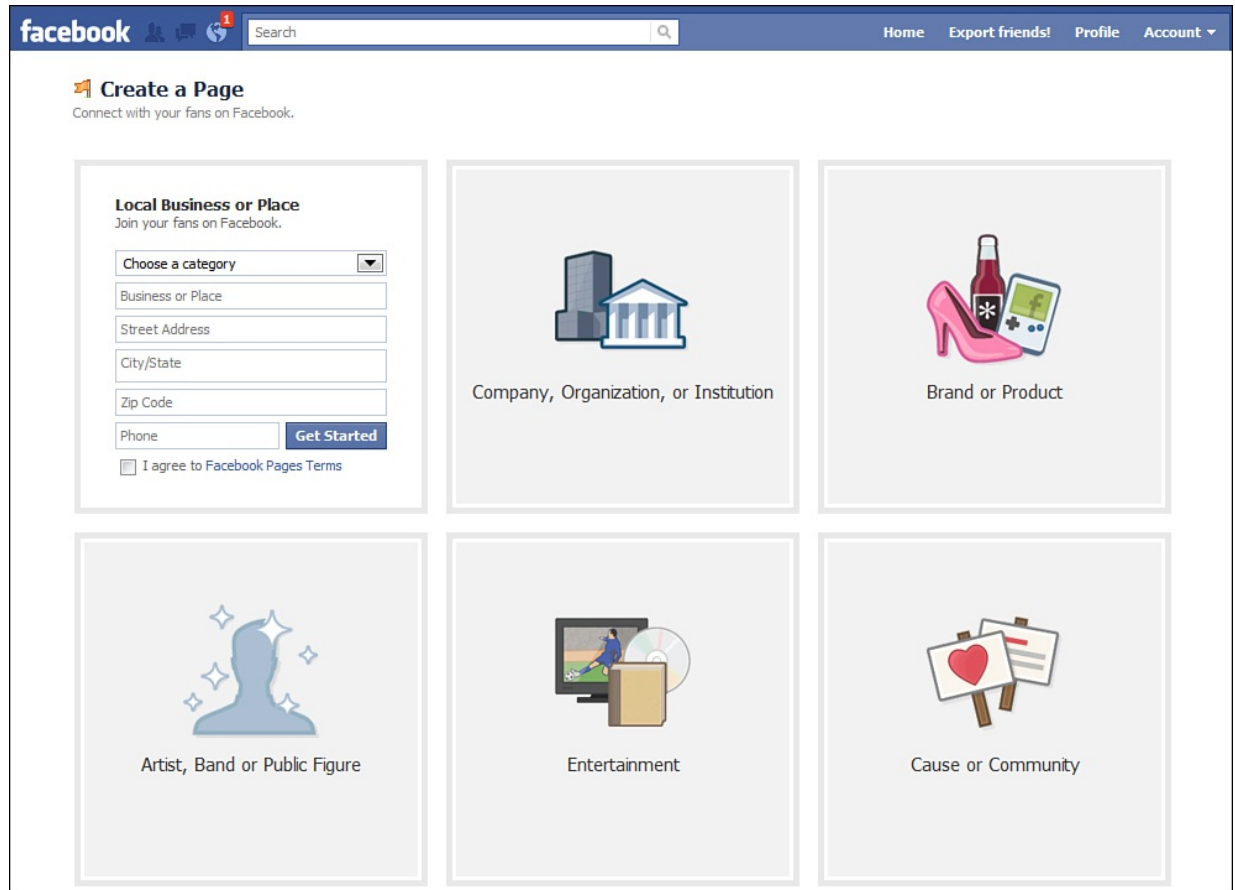 facebook 1 Search Home Export friends! Profile Account
Create a Page
Connect with your fans on Facebook.
Local Business or Place
Join your fans on Facebook.
Choose a category
Business or Place
Street Address
City/State
Zip Code
Phone Get Started
I agree to Facebook Pages Terms
Company, Organization, or Institution
Brand or Product
Artist, Band or Public Figure
Entertainment
Cause or Community